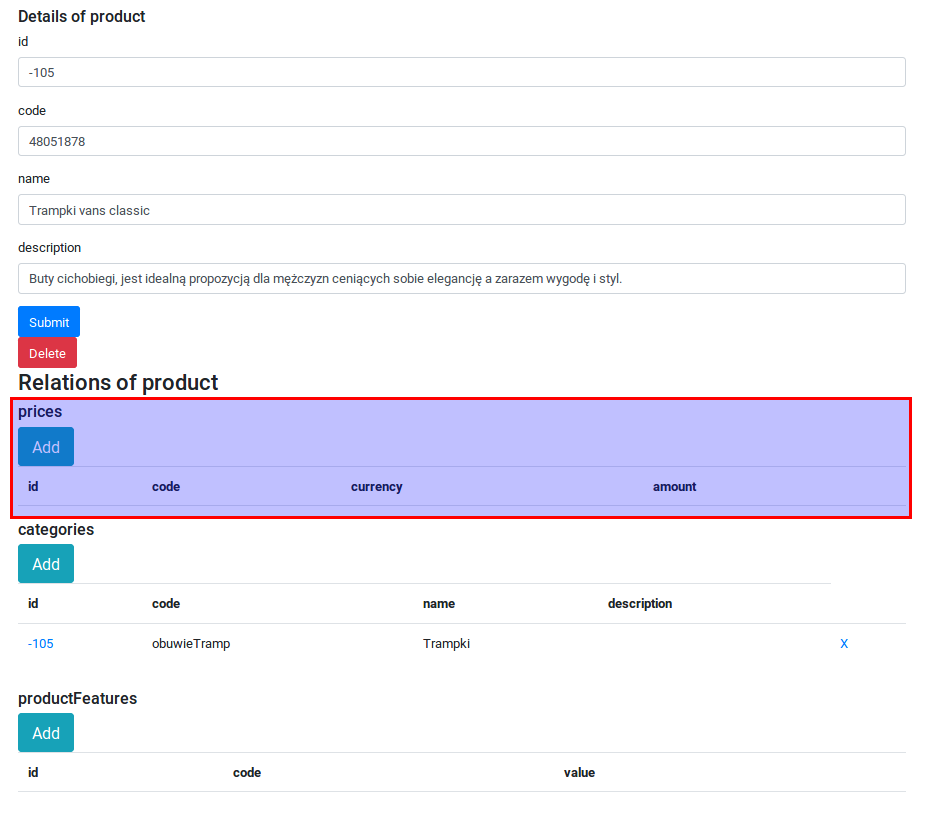 Details of product
id
-105
code
48051878
name
Trampki vans classic
description
Buty cichobiegi, jest idealną propozycją dla mężczyzn ceniących sobie elegancję a zarazem wygodę i styl.
Submit
Delete
Relations of product
prices
Add
id code currency amount
categories
Add
id code name description
-105 obuwieTramp Trampki X
productFeatures
Add
id code value